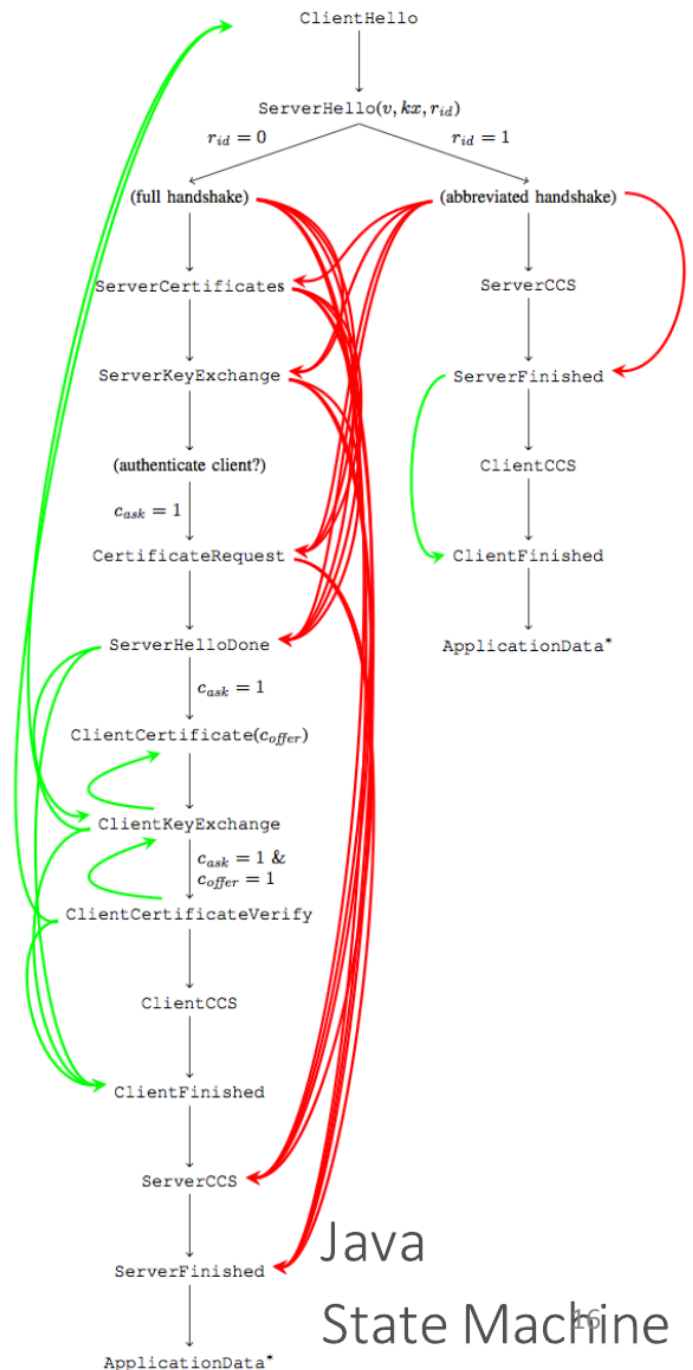 ClientHello
ServerHello(v, kx, r_id)
r_id = 0
r_id = 1
(full handshake)
(abbreviated handshake)
ServerCertificates
ServerCCS
ServerKeyExchange
ServerFinished
(authenticate client?)
ClientCCS
c_ask = 1
CertificateRequest
ClientFinished
ServerHelloDone
ApplicationData*
c_ask = 1
ClientCertificate(c_offer)
ClientKeyExchange
c_ask = 1 &
c_offer = 1
ClientCertificateVerify
ClientCCS
ClientFinished
ServerCCS
Java
ServerFinished
State Machine
16
ApplicationData*